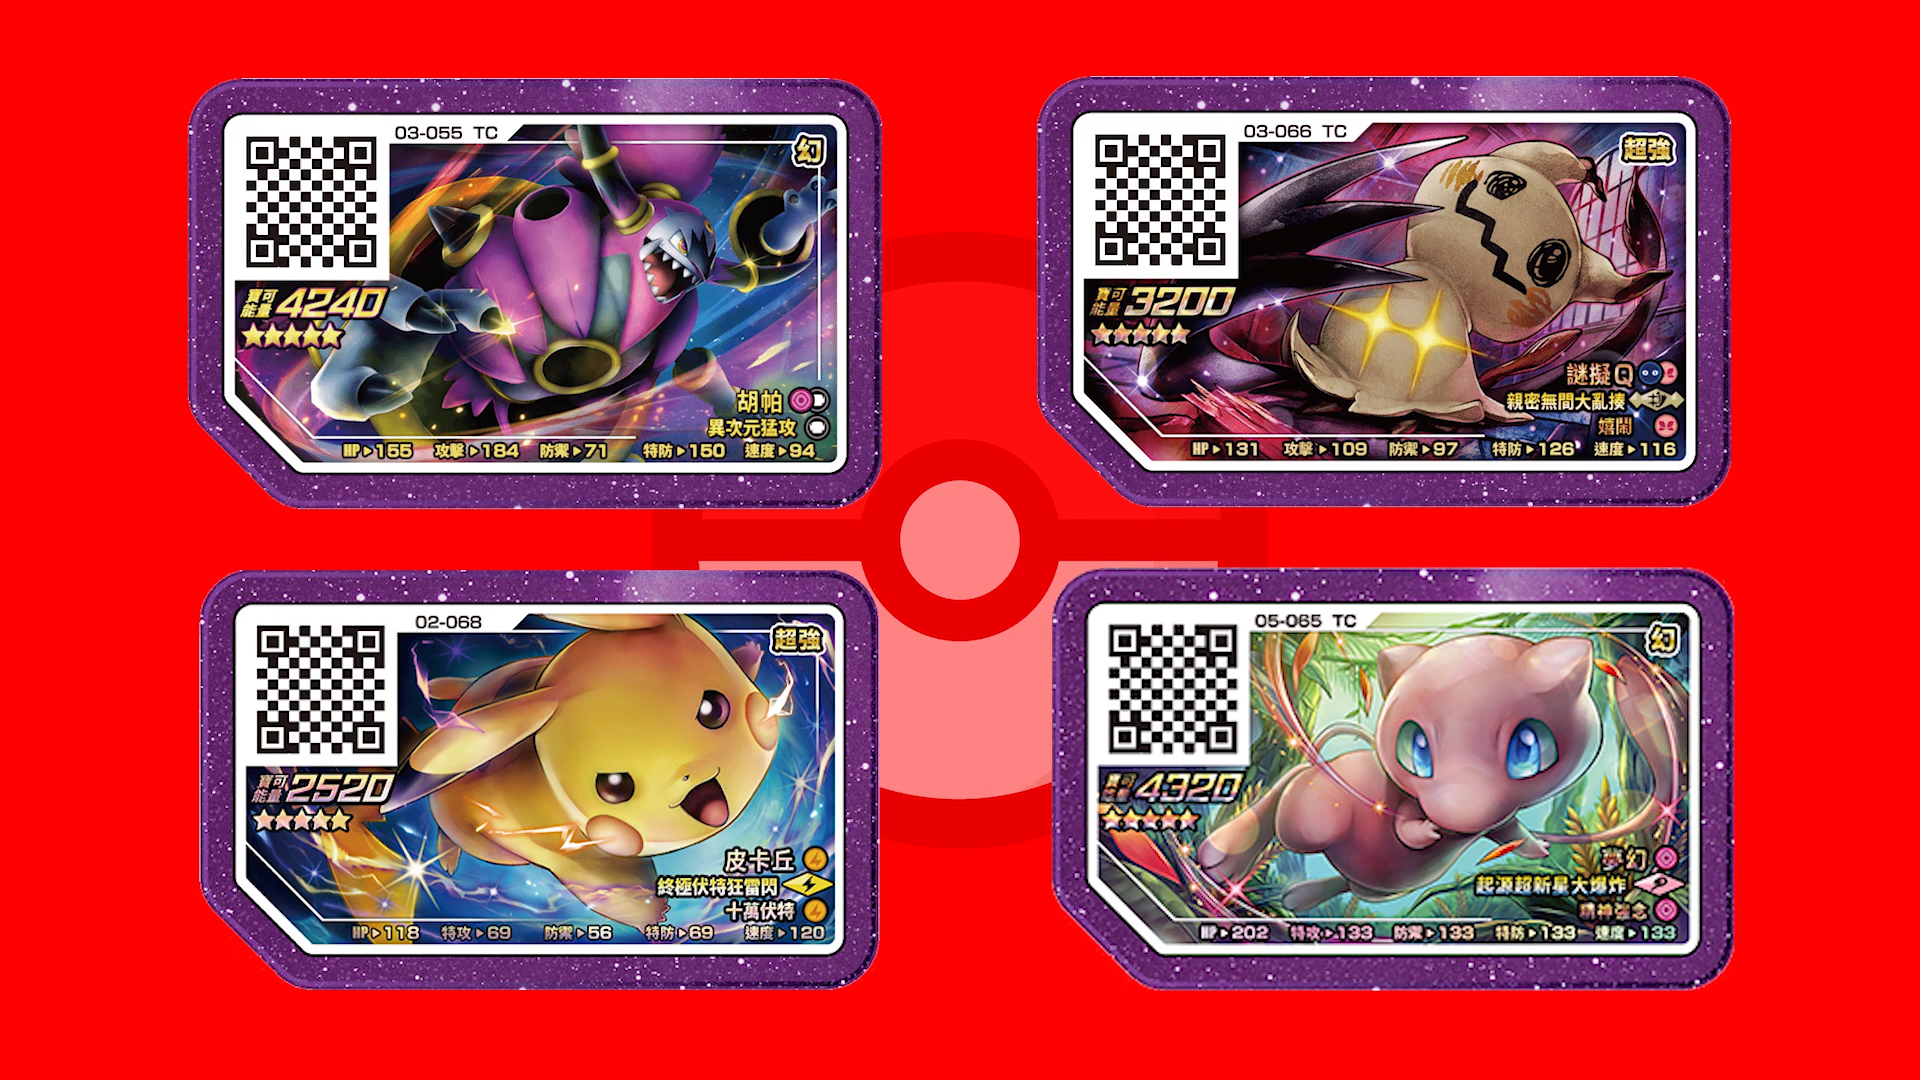 03-055 TC
幻
寶可能量 4240
胡帕
異次元猛攻
HP▶155 攻擊▶184 防禦▶71 特防▶150 速度▶94
03-066 TC
超強
寶可能量 3200
謎擬Q
親密無間大亂揍
嬉鬧
HP▶131 攻擊▶109 防禦▶97 特防▶126 速度▶116
02-068
超強
寶可能量 2520
皮卡丘
終極伏特狂雷閃
十萬伏特
HP▶118 特攻▶69 防禦▶56 特防▶69 速度▶120
05-065 TC
幻
寶可能量 4320
夢幻
起源超新星大爆炸
精神強念
HP▶202 特攻▶133 防禦▶133 特防▶133 速度▶133